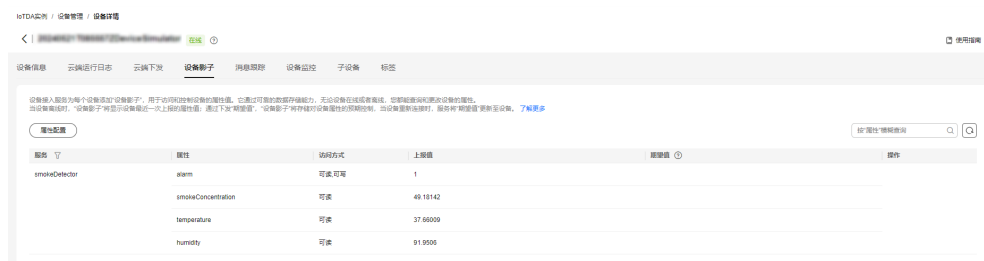 IoTDA实例 / 设备管理 / 设备详情
在线
使用指南
设备信息 云端运行日志 云端下发 设备影子 消息跟踪 设备监控 子设备 标签
设备接入服务为每个设备添加“设备影子”，用于访问和控制设备的属性值。它通过可靠的数据存储能力，无论设备在线或者离线，您都能查询和更改设备的属性。
当设备离线时，“设备影子”将显示设备最近一次上报的属性值；通过下发“期望值”，“设备影子”将存储对设备属性的预期控制，当设备重新连接时，服务将“期望值”更新至设备。 了解更多
属性配置
按“属性”模糊查询
服务 属性 访问方式 上报值 期望值 操作
smokeDetector alarm 可读,可写 1
smokeConcentration 可读 49.18142
temperature 可读 37.66009
humidity 可读 91.9506